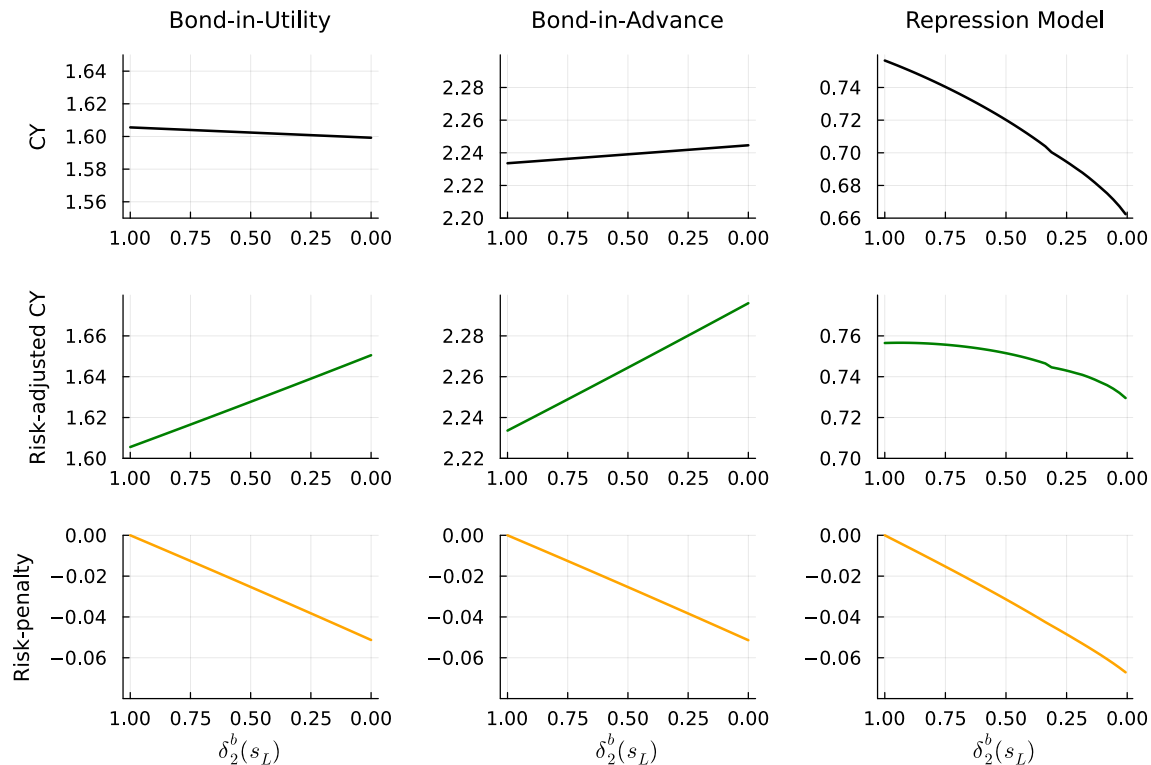 Bond-in-Utility Bond-in-Advance Repression Model
CY
1.64 1.62 1.60 1.58 1.56
1.00 0.75 0.50 0.25 0.00
2.28 2.26 2.24 2.22 2.20
1.00 0.75 0.50 0.25 0.00
0.74 0.72 0.70 0.68 0.66
1.00 0.75 0.50 0.25 0.00
Risk-adjusted CY
1.66 1.64 1.62 1.60
1.00 0.75 0.50 0.25 0.00
2.28 2.26 2.24 2.22
1.00 0.75 0.50 0.25 0.00
0.76 0.74 0.72 0.70
1.00 0.75 0.50 0.25 0.00
Risk-penalty
0.00 −0.02 −0.04 −0.06
1.00 0.75 0.50 0.25 0.00
δ₂ᵇ(s_L)
0.00 −0.02 −0.04 −0.06
1.00 0.75 0.50 0.25 0.00
δ₂ᵇ(s_L)
0.00 −0.02 −0.04 −0.06
1.00 0.75 0.50 0.25 0.00
δ₂ᵇ(s_L)